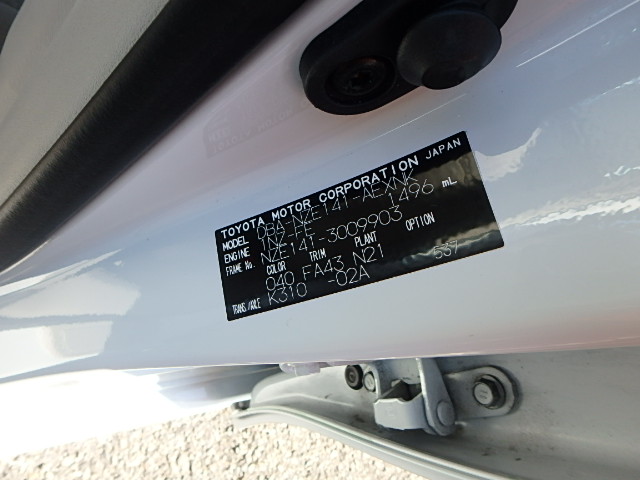 TOYOTA MOTOR CORPORATION JAPAN
MODEL DBA-NZE141-AEXNK
ENGINE 1NZ-FE 1496 mL
FRAME No. NZE141-3009903
COLOR TRIM PLANT OPTION
040 FA43 N21 537
TRANS/AXLE K310 -02A